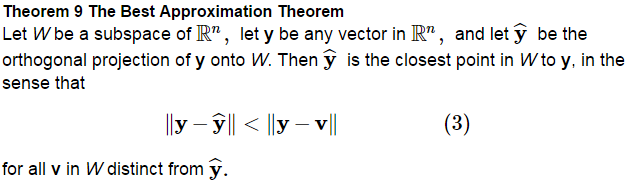 Theorem 9 The Best Approximation Theorem
Let W be a subspace of ℝⁿ, let y be any vector in ℝⁿ, and let ŷ be the
orthogonal projection of y onto W. Then ŷ is the closest point in W to y, in the
sense that
‖y − ŷ‖ < ‖y − v‖ (3)
for all v in W distinct from ŷ.